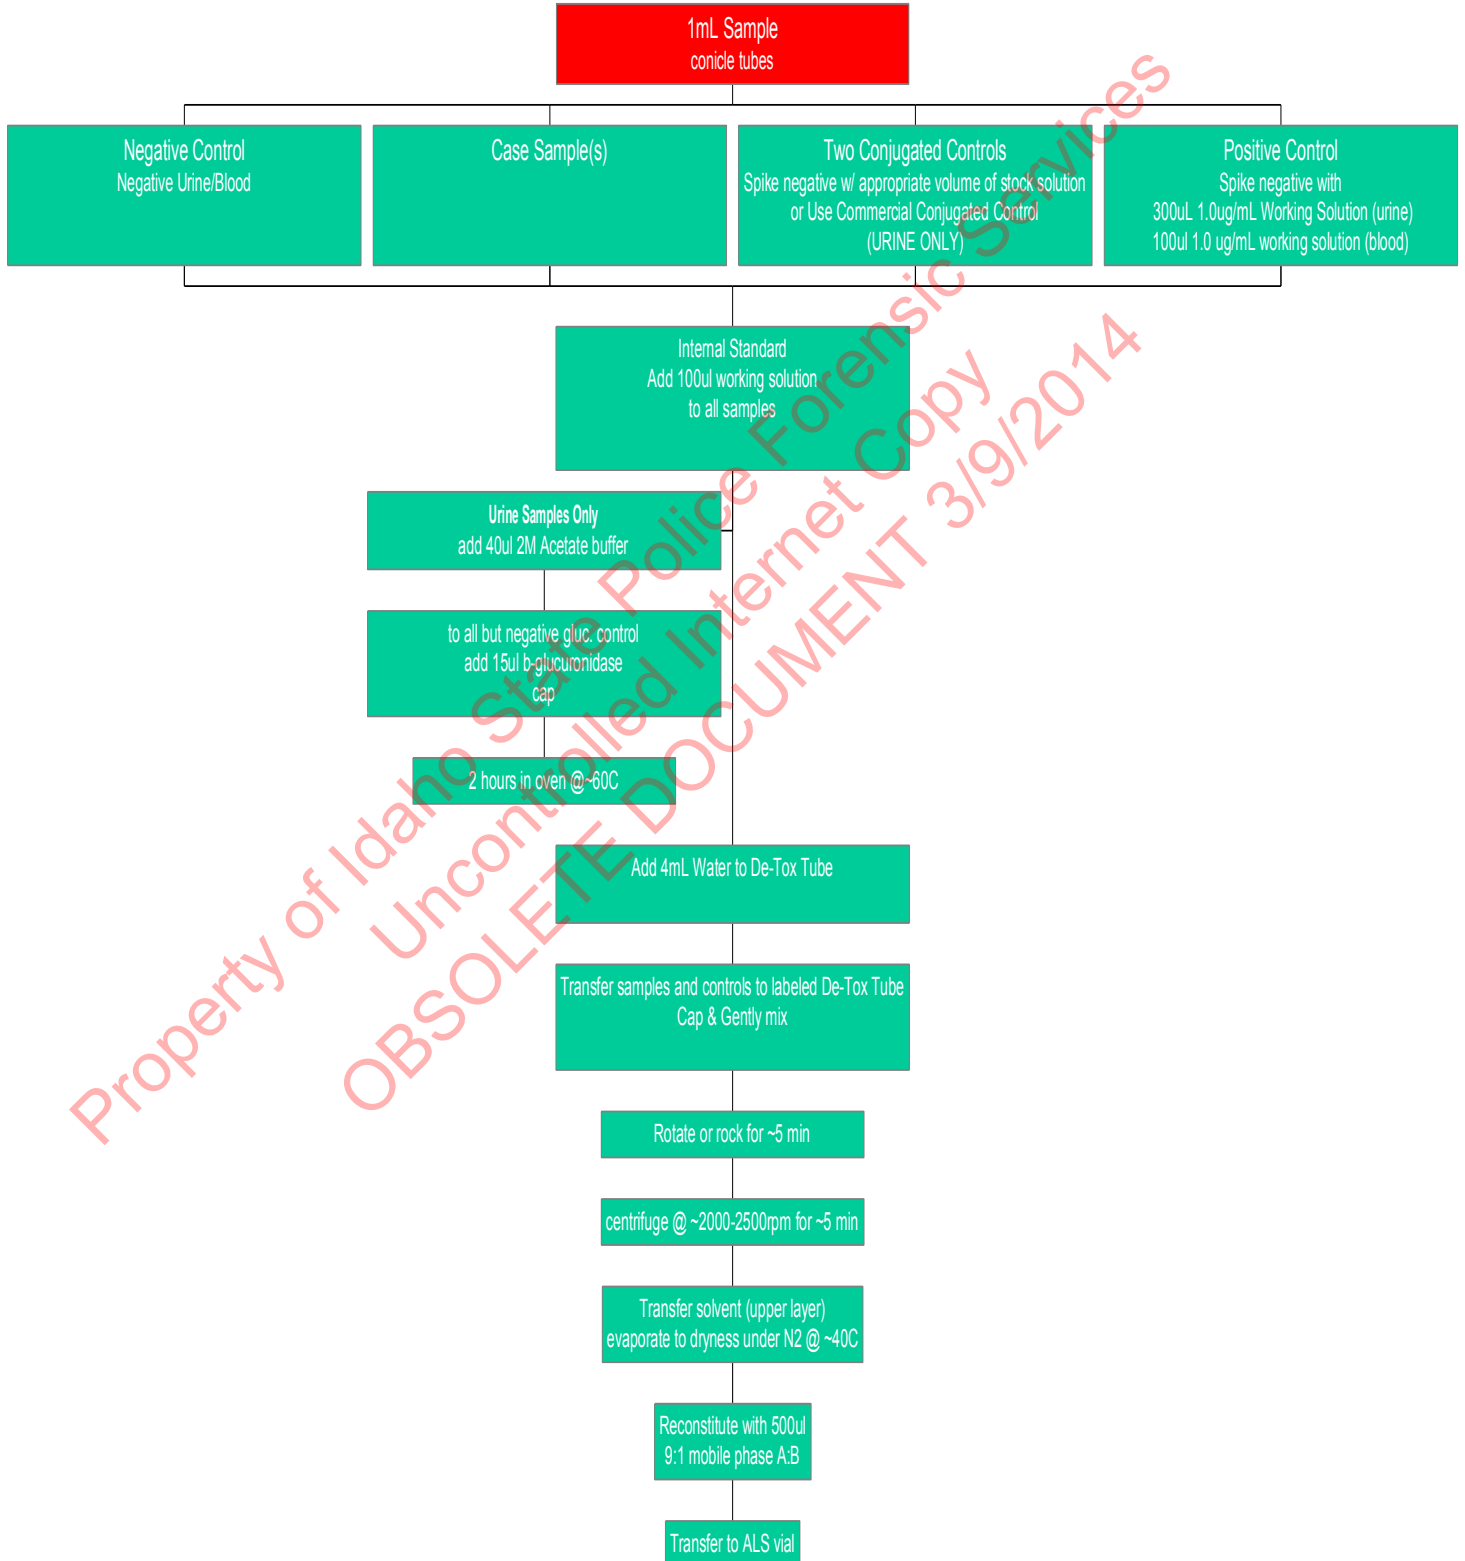 1mL Sample
conicle tubes
Negative Control
Negative Urine/Blood
Case Sample(s)
Two Conjugated Controls
Spike negative w/ appropriate volume of stock solution
or Use Commercial Conjugated Control
(URINE ONLY)
Positive Control
Spike negative with
300uL 1.0ug/mL Working Solution (urine)
100ul 1.0 ug/mL working solution (blood)
Internal Standard
Add 100ul working solution
to all samples
Urine Samples Only
add 40ul 2M Acetate buffer
to all but negative gluc. control
add 15ul b-glucuronidase
cap
2 hours in oven @~60C
Add 4mL Water to De-Tox Tube
Transfer samples and controls to labeled De-Tox Tube
Cap & Gently mix
Rotate or rock for ~5 min
centrifuge @ ~2000-2500rpm for ~5 min
Transfer solvent (upper layer)
evaporate to dryness under N2 @ ~40C
Reconstitute with 500ul
9:1 mobile phase A:B
Transfer to ALS vial
Property of Idaho State Police Forensic Services
Uncontrolled Internet Copy
OBSOLETE DOCUMENT 3/9/2014